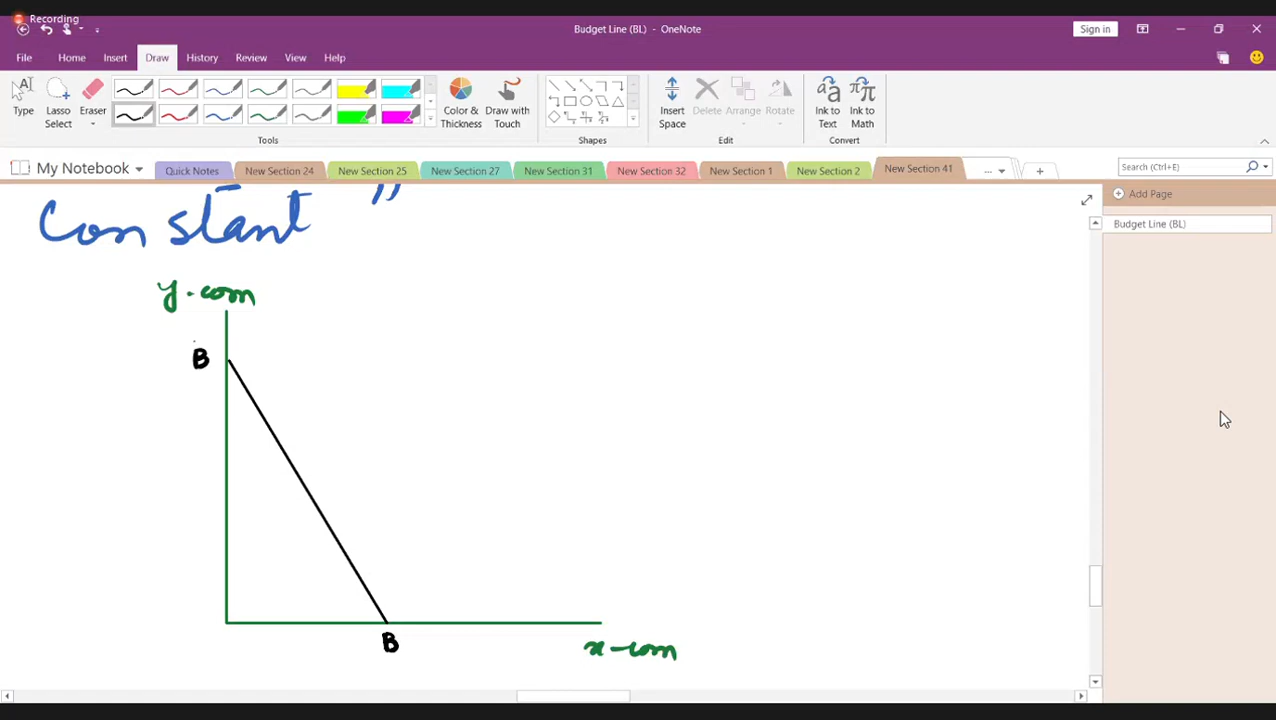 Recording
Budget Line (BL) - OneNote
Sign in
File Home Insert Draw History Review View Help
Type Lasso Select Eraser Color & Thickness Draw with Touch Insert Space Delete Arrange Rotate Ink to Text Ink to Math
Tools Shapes Edit Convert
My Notebook Quick Notes New Section 24 New Section 25 New Section 27 New Section 31 New Section 32 New Section 1 New Section 2 New Section 41 ... + Search (Ctrl+E)
Add Page
Budget Line (BL)
Constant ”
y-com
B
B
x-com